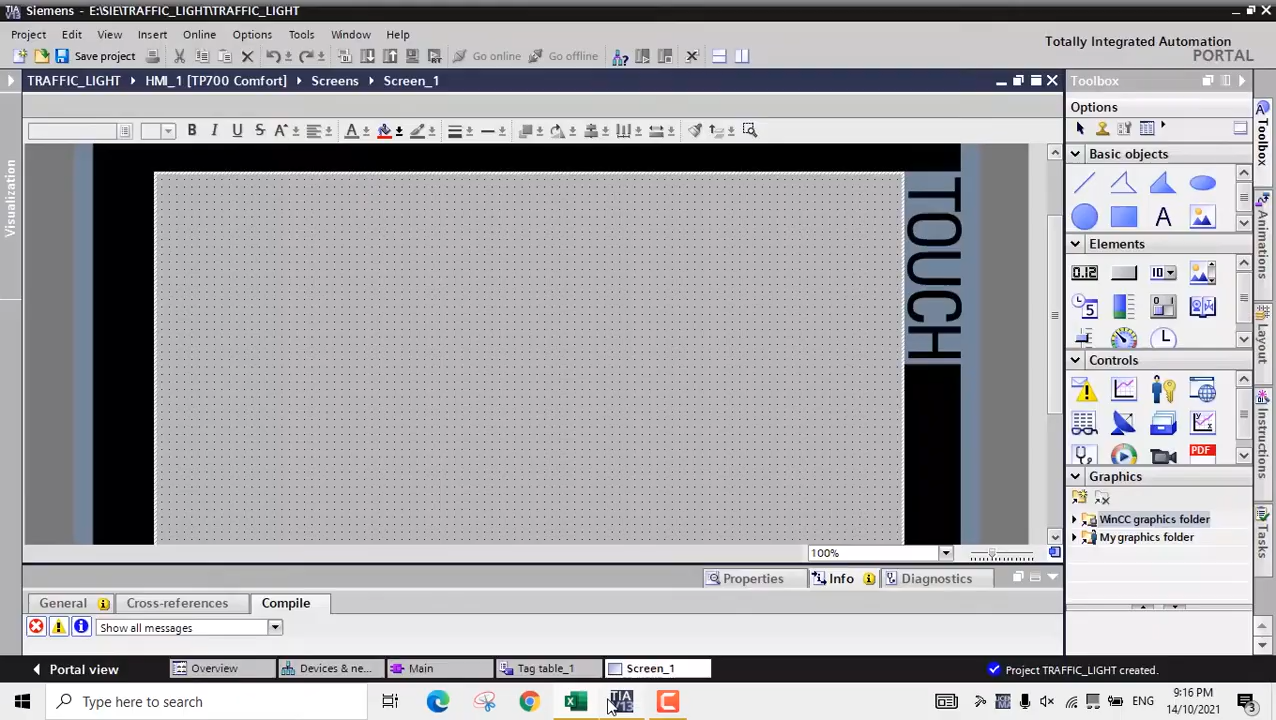 Siemens - E:\SIE\TRAFFIC_LIGHT\TRAFFIC_LIGHT
Project Edit View Insert Online Options Tools Window Help
Totally Integrated Automation
PORTAL
Save project
Go online
Go offline
TRAFFIC_LIGHT
HMI_1 [TP700 Comfort]
Screens
Screen_1
Toolbox
Options
Basic objects
Elements
Controls
Graphics
WinCC graphics folder
My graphics folder
Visualization
TOUCH
Toolbox
Animations
Layout
Instructions
Tasks
100%
Properties
Info
Diagnostics
General
Cross-references
Compile
Show all messages
Portal view
Overview
Devices & ne...
Main
Tag table_1
Screen_1
Project TRAFFIC_LIGHT created.
Type here to search
ENG
9:16 PM
14/10/2021